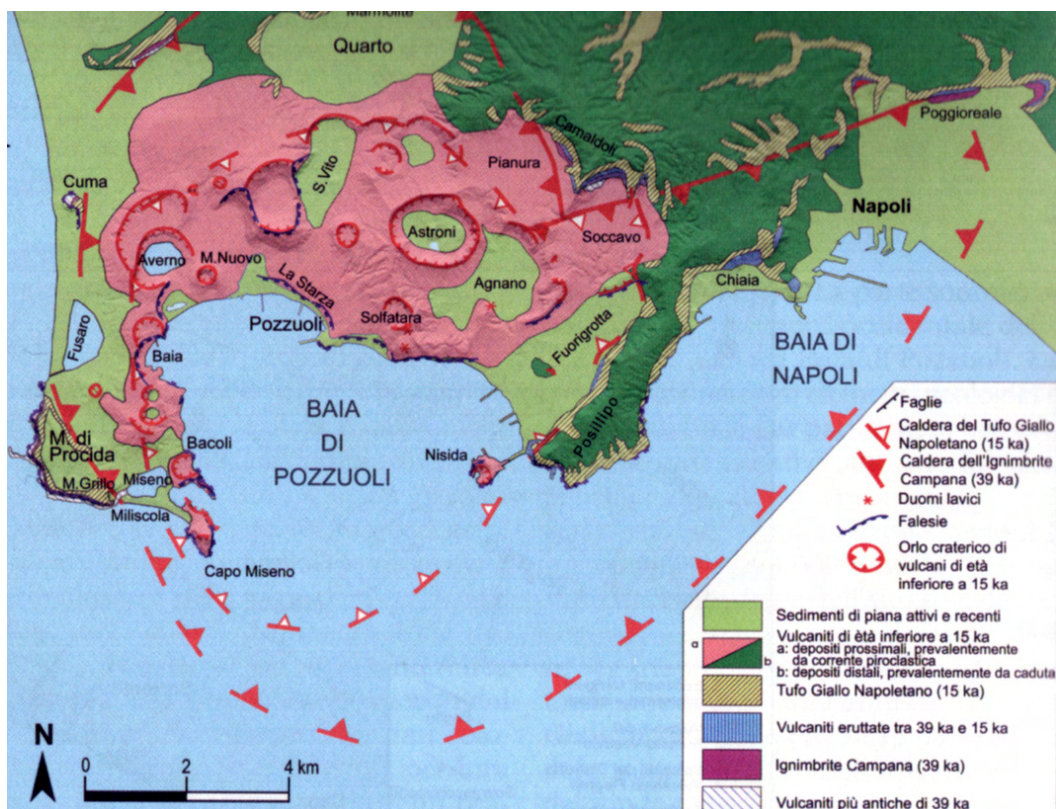 Marmolite
Quarto
Poggioreale
Camaldoli
Pianura
S.Vito
Cuma
Napoli
Astroni
Soccavo
Averno
M.Nuovo
Agnano
Chiaia
La Starza
Solfatara
Pozzuoli
Fusaro
Fuorigrotta
Baia
BAIA DI
NAPOLI
BAIA
DI
POZZUOLI
Posillipo
Bacoli
Nisida
M. di
Procida
M.Grillo
Miseno
Miliscola
Capo Miseno
Faglie
Caldera del Tufo Giallo
Napoletano (15 ka)
Caldera dell'Ignimbrite
Campana (39 ka)
Duomi lavici
Falesie
Orlo craterico di
vulcani di età
inferiore a 15 ka
Sedimenti di piana attivi e recenti
Vulcaniti di età inferiore a 15 ka
a
a: depositi prossimali, prevalentemente
da corrente piroclastica
b
b: depositi distali, prevalentemente da caduta
Tufo Giallo Napoletano (15 ka)
Vulcaniti eruttate tra 39 ka e 15 ka
Ignimbrite Campana (39 ka)
Vulcaniti più antiche di 39 ka
N
0 2 4 km